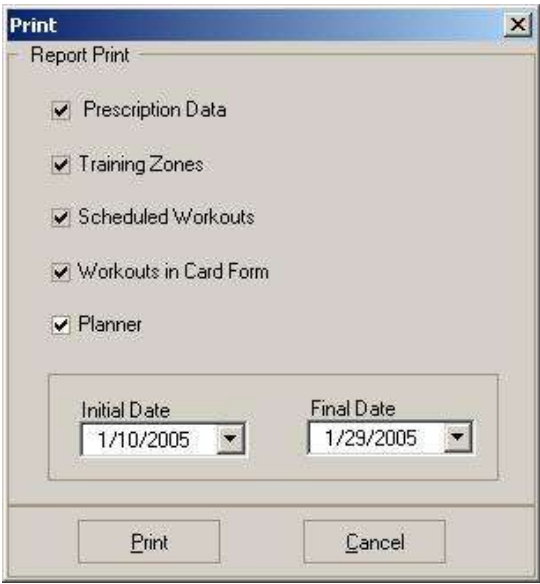 Print
Report Print
Prescription Data
Training Zones
Scheduled Workouts
Workouts in Card Form
Planner
Initial Date Final Date
1/10/2005 1/29/2005
Print Cancel